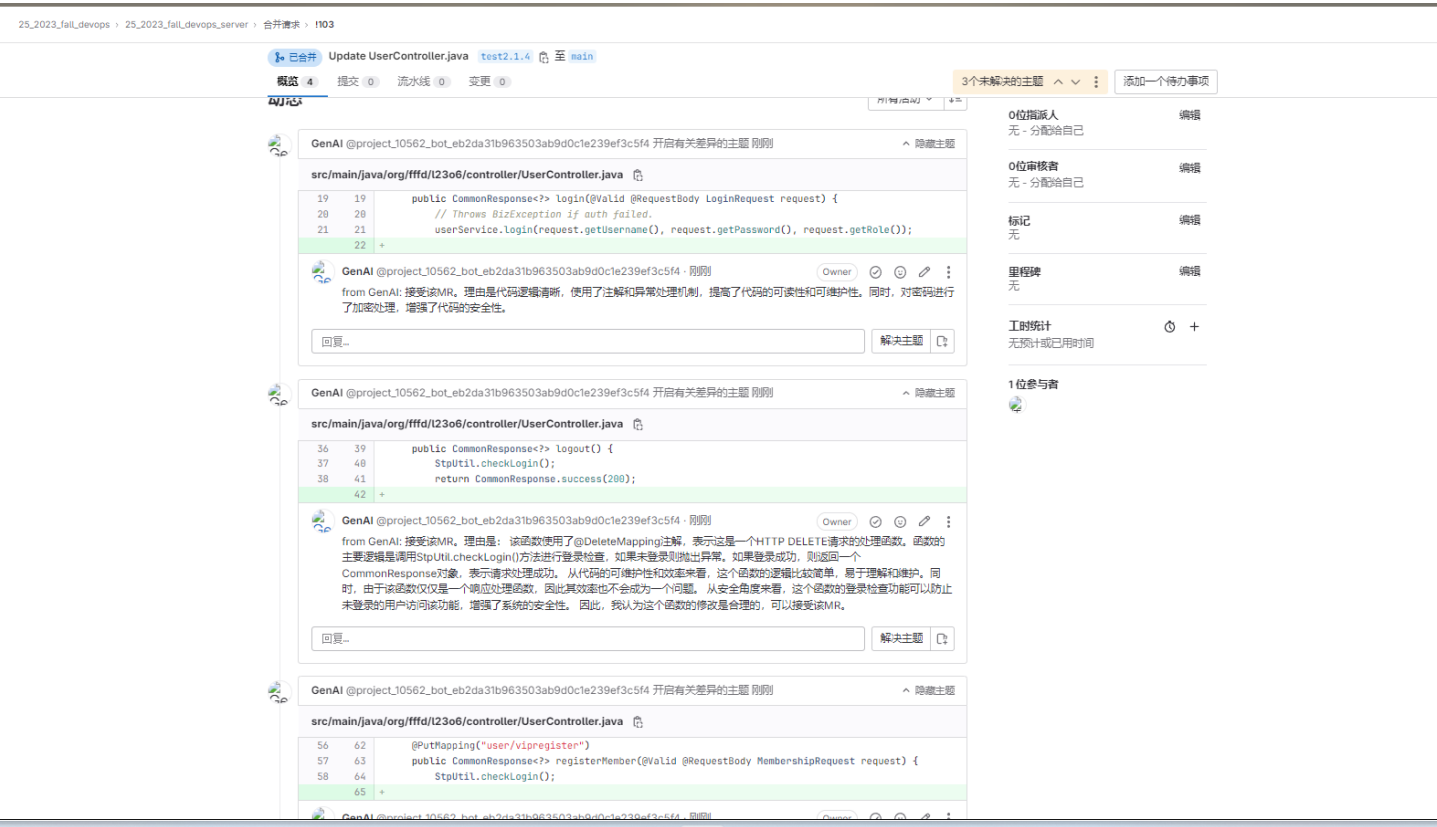 25_2023_fall_devops › 25_2023_fall_devops_server › 合并请求 › !103
已合并 Update UserController.java test2.1.4 至 main
概览 4 提交 0 流水线 0 变更 0
3个未解决的主题 添加一个待办事项
动态 所有活动
GenAI @project_10562_bot_eb2da31b963503ab9d0c1e239ef3c5f4 开启有关差异的主题 刚刚 隐藏主题
src/main/java/org/fffd/l23o6/controller/UserController.java
19 19 public CommonResponse<?> login(@Valid @RequestBody LoginRequest request) {
20 20 // Throws BizException if auth failed.
21 21 userService.login(request.getUsername(), request.getPassword(), request.getRole());
22 +
GenAI @project_10562_bot_eb2da31b963503ab9d0c1e239ef3c5f4 · 刚刚 Owner
from GenAI: 接受该MR。理由是代码逻辑清晰，使用了注解和异常处理机制，提高了代码的可读性和可维护性。同时，对密码进行
了加密处理，增强了代码的安全性。
回复… 解决主题
GenAI @project_10562_bot_eb2da31b963503ab9d0c1e239ef3c5f4 开启有关差异的主题 刚刚 隐藏主题
src/main/java/org/fffd/l23o6/controller/UserController.java
36 39 public CommonResponse<?> logout() {
37 40 StpUtil.checkLogin();
38 41 return CommonResponse.success(200);
42 +
GenAI @project_10562_bot_eb2da31b963503ab9d0c1e239ef3c5f4 · 刚刚 Owner
from GenAI: 接受该MR。理由是： 该函数使用了@DeleteMapping注解，表示这是一个HTTP DELETE请求的处理函数。函数的
主要逻辑是调用StpUtil.checkLogin()方法进行登录检查，如果未登录则抛出异常。如果登录成功，则返回一个
CommonResponse对象，表示请求处理成功。 从代码的可维护性和效率来看，这个函数的逻辑比较简单，易于理解和维护。同
时，由于该函数仅仅是一个响应处理函数，因此其效率也不会成为一个问题。 从安全角度来看，这个函数的登录检查功能可以防止
未登录的用户访问该功能，增强了系统的安全性。 因此，我认为这个函数的修改是合理的，可以接受该MR。
回复… 解决主题
GenAI @project_10562_bot_eb2da31b963503ab9d0c1e239ef3c5f4 开启有关差异的主题 刚刚 隐藏主题
src/main/java/org/fffd/l23o6/controller/UserController.java
56 62 @PutMapping("user/vipregister")
57 63 public CommonResponse<?> registerMember(@Valid @RequestBody MembershipRequest request) {
58 64 StpUtil.checkLogin();
65 +
GenAI @project_10562_bot_eb2da31b963503ab9d0c1e239ef3c5f4 · 刚刚 Owner
0位指派人 编辑
无 - 分配给自己
0位审核者 编辑
无 - 分配给自己
标记 编辑
无
里程碑 编辑
无
工时统计 +
无预计或已用时间
1 位参与者